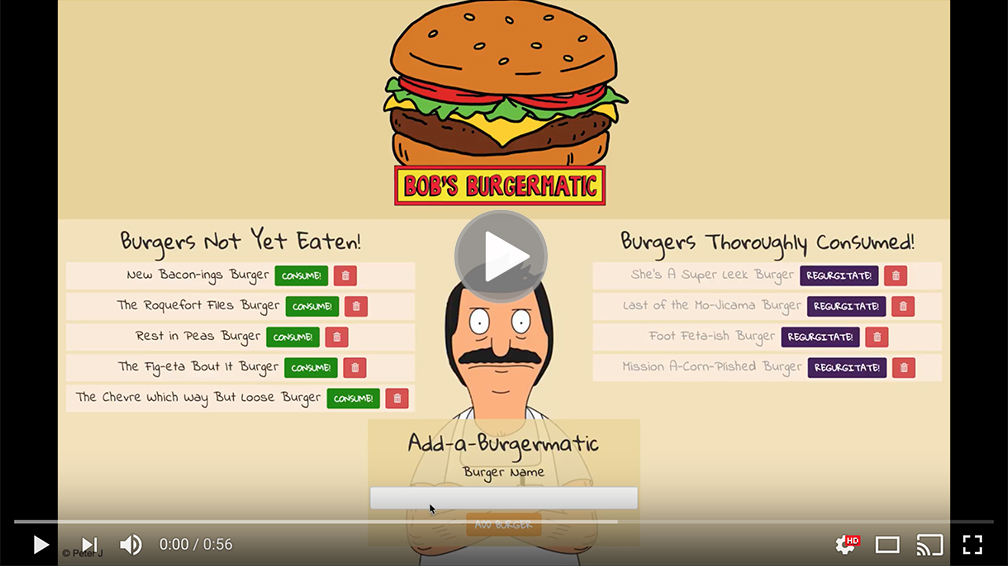 BOB'S BURGERMATIC
Burgers Not Yet Eaten!
New Bacon-ings Burger CONSUME!
The Roquefort Files Burger CONSUME!
Rest in Peas Burger CONSUME!
The Fig-eta Bout It Burger CONSUME!
The Chevre Which Way But Loose Burger CONSUME!
Burgers Thoroughly Consumed!
She's A Super Leek Burger REGURGITATE!
Last of the Mo-Jicama Burger REGURGITATE!
Foot Feta-ish Burger REGURGITATE!
Mission A-Corn-Plished Burger REGURGITATE!
Add-a-Burgermatic
Burger Name
ADD BURGER
0:00 / 0:56
HD
© Peter J